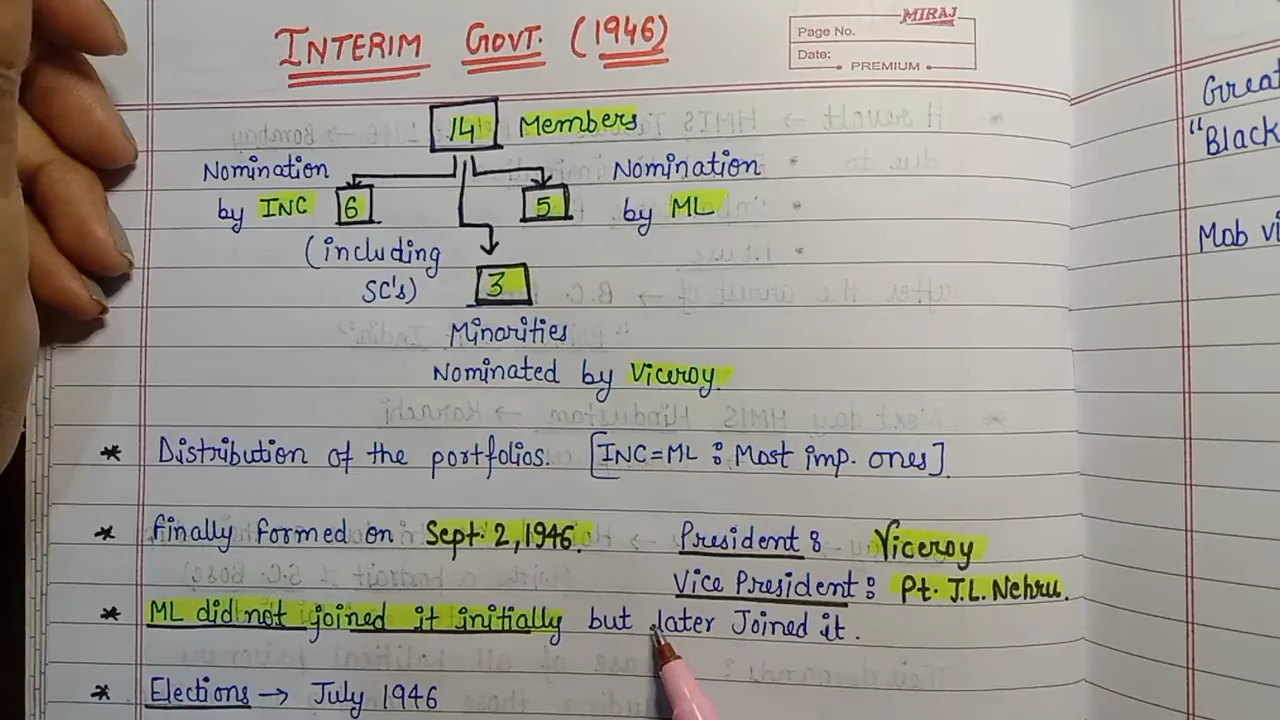 MIRAJ
INTERIM GOVT. (1946)
Page No.
Date:
PREMIUM
14 Members
Nomination
by INC 6
(including
SC's)
5 Nomination
by ML
3
Minorities
Nominated by Viceroy.
* Distribution of the portfolios. [INC=ML : Most imp. ones]
* Finally formed on Sept. 2, 1946. President : Viceroy
Vice President : Pt. J.L. Nehru.
* ML did not joined it initially but later Joined it.
* Elections → July 1946
"Black
Mob